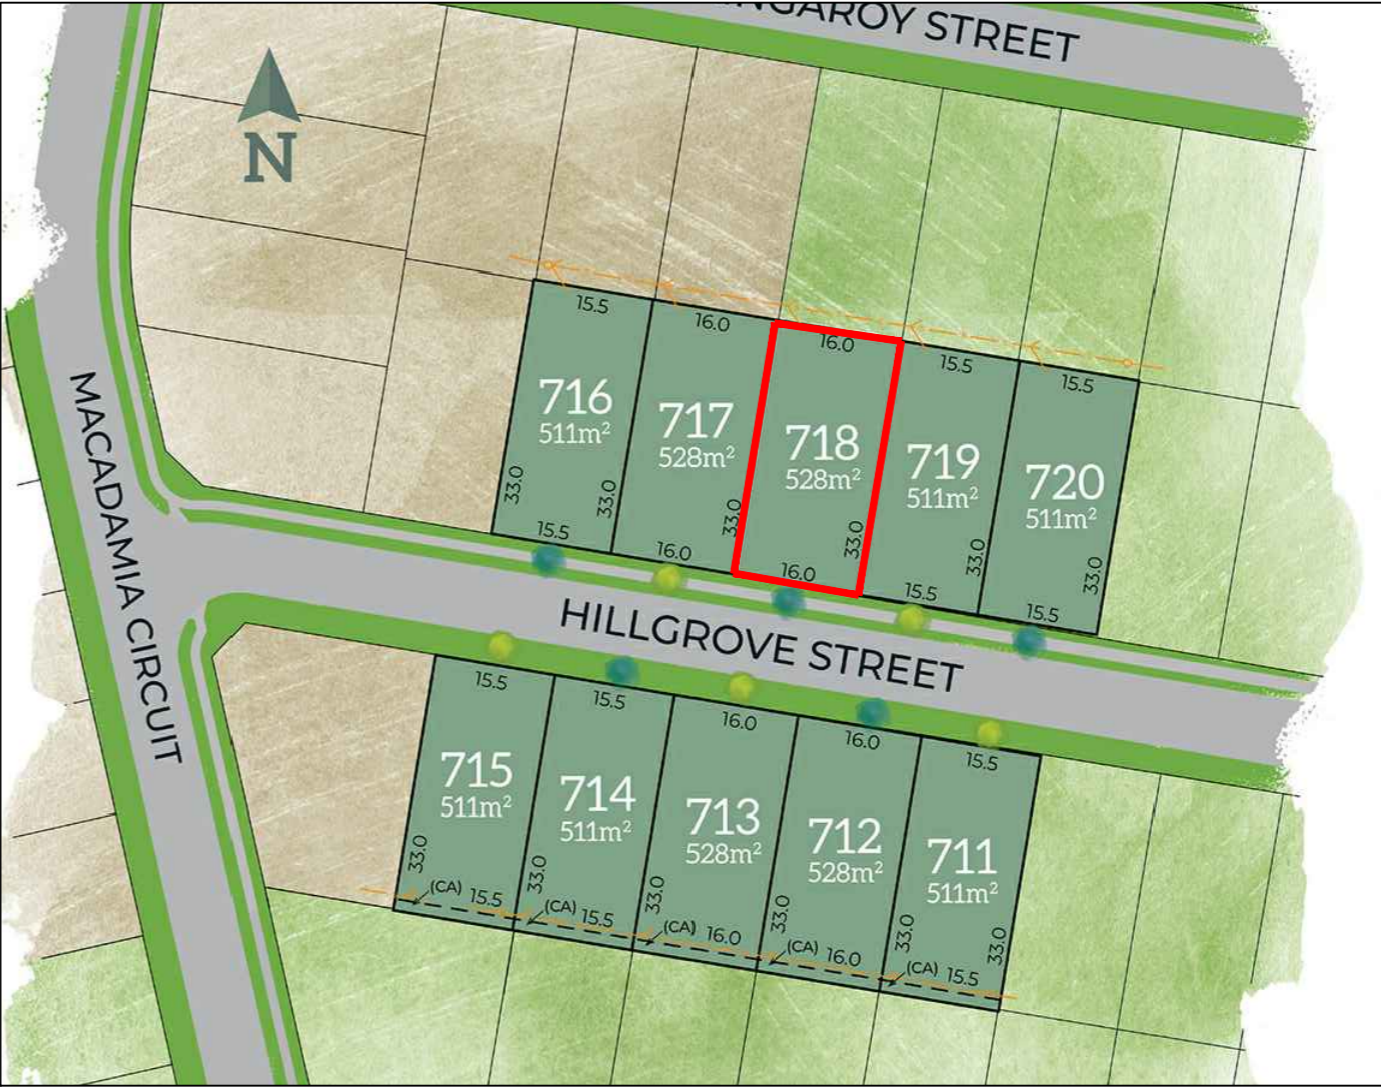 NGAROY STREET
N
15.5
16.0
16.0
15.5
15.5
716
511m²
717
528m²
718
528m²
719
511m²
720
511m²
33.0
33.0
33.0
33.0
33.0
33.0
15.5
16.0
16.0
15.5
15.5
MACADAMIA CIRCUIT
HILLGROVE STREET
15.5
15.5
16.0
16.0
15.5
715
511m²
714
511m²
713
528m²
712
528m²
711
511m²
33.0
33.0
33.0
33.0
33.0
33.0
(CA) 15.5
(CA) 15.5
(CA) 16.0
(CA) 16.0
(CA) 15.5